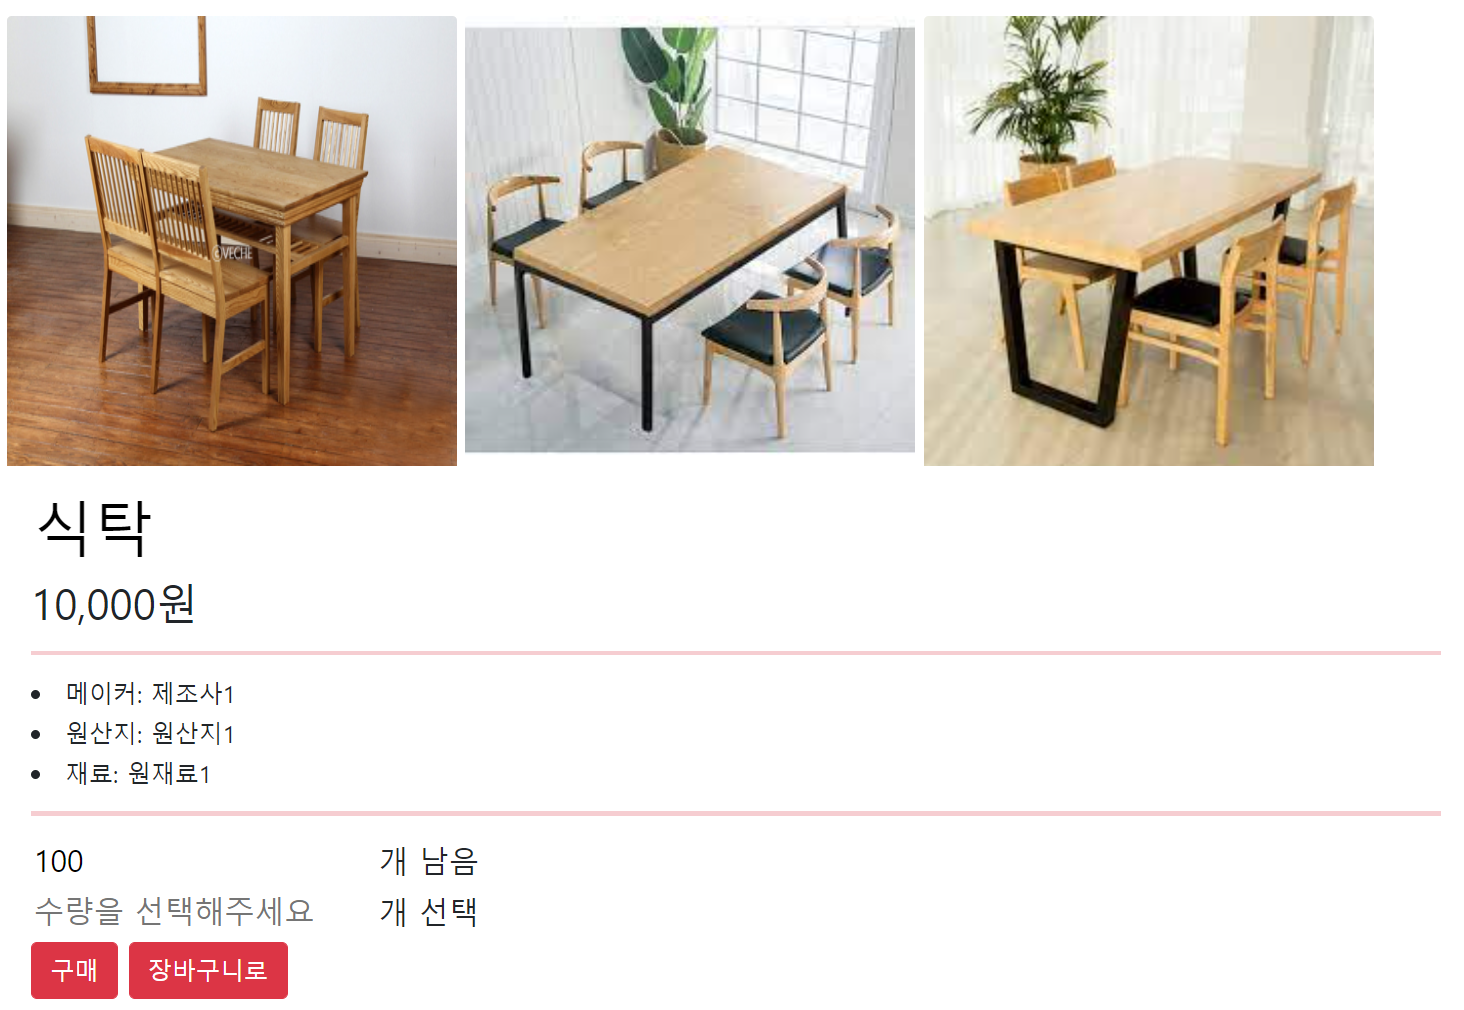 ©VECHE
식탁
10,000원
메이커: 제조사1
원산지: 원산지1
재료: 원재료1
100 개 남음
수량을 선택해주세요 개 선택
구매 장바구니로